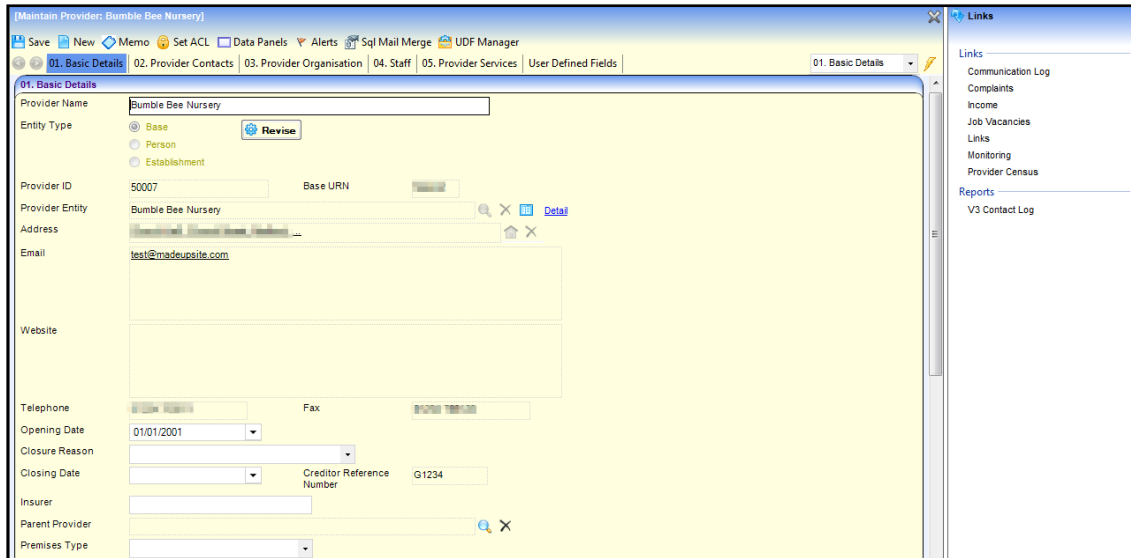 [Maintain Provider: Bumble Bee Nursery]
Links
Save New Memo Set ACL Data Panels Alerts Sql Mail Merge UDF Manager
01. Basic Details 02. Provider Contacts 03. Provider Organisation 04. Staff 05. Provider Services User Defined Fields 01. Basic Details
01. Basic Details
Provider Name Bumble Bee Nursery
Entity Type Base Revise
Person
Establishment
Provider ID 50007 Base URN
Provider Entity Bumble Bee Nursery Detail
Address ...
Email test@madeupsite.com
Website
Telephone Fax
Opening Date 01/01/2001
Closure Reason
Closing Date Creditor Reference Number G1234
Insurer
Parent Provider
Premises Type
Links
Communication Log
Complaints
Income
Job Vacancies
Links
Monitoring
Provider Census
Reports
V3 Contact Log